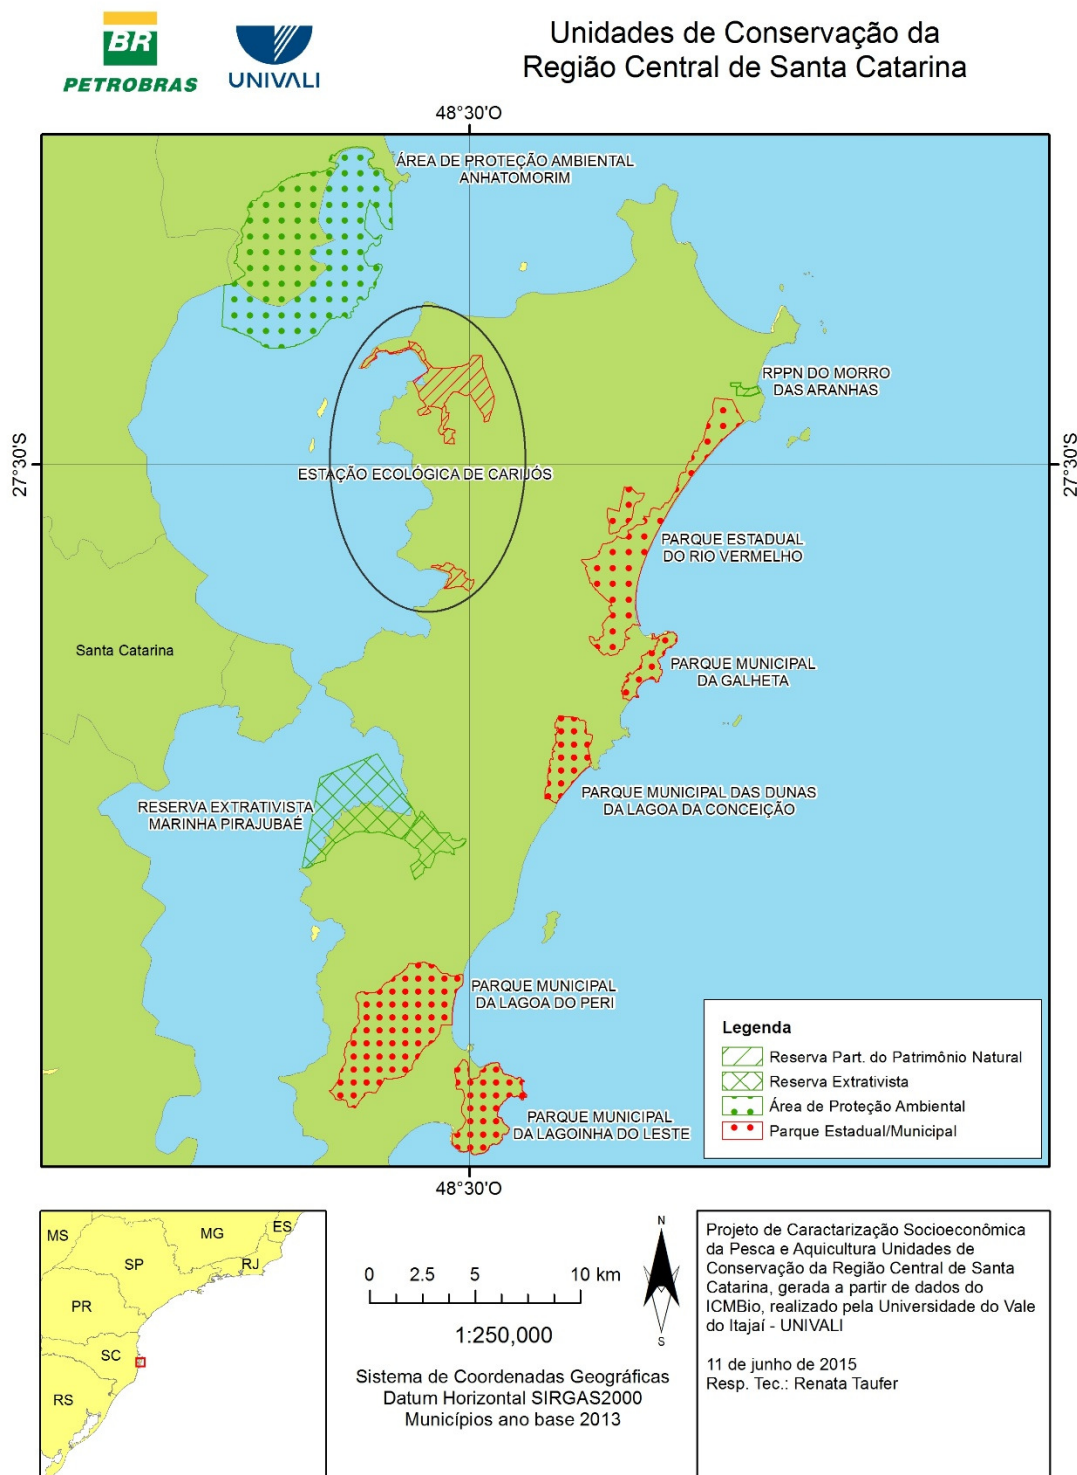 BR
PETROBRAS
UNIVALI
Unidades de Conservação da
Região Central de Santa Catarina
48°30'O
ÁREA DE PROTEÇÃO AMBIENTAL
ANHATOMORIM
RPPN DO MORRO
DAS ARANHAS
27°30'S
27°30'S
ESTAÇÃO ECOLÓGICA DE CARIJÓS
PARQUE ESTADUAL
DO RIO VERMELHO
Santa Catarina
PARQUE MUNICIPAL
DA GALHETA
RESERVA EXTRATIVISTA
MARINHA PIRAJUBAÉ
PARQUE MUNICIPAL DAS DUNAS
DA LAGOA DA CONCEIÇÃO
PARQUE MUNICIPAL
DA LAGOA DO PERI
PARQUE MUNICIPAL
DA LAGOINHA DO LESTE
Legenda
Reserva Part. do Patrimônio Natural
Reserva Extrativista
Área de Proteção Ambiental
Parque Estadual/Municipal
48°30'O
MS
MG
ES
SP
RJ
PR
SC
RS
0 2.5 5 10 km
1:250,000
N
S
Sistema de Coordenadas Geográficas
Datum Horizontal SIRGAS2000
Municípios ano base 2013
Projeto de Caractarização Socioeconômica
da Pesca e Aquicultura Unidades de
Conservação da Região Central de Santa
Catarina, gerada a partir de dados do
ICMBio, realizado pela Universidade do Vale
do Itajaí - UNIVALI
11 de junho de 2015
Resp. Tec.: Renata Taufer